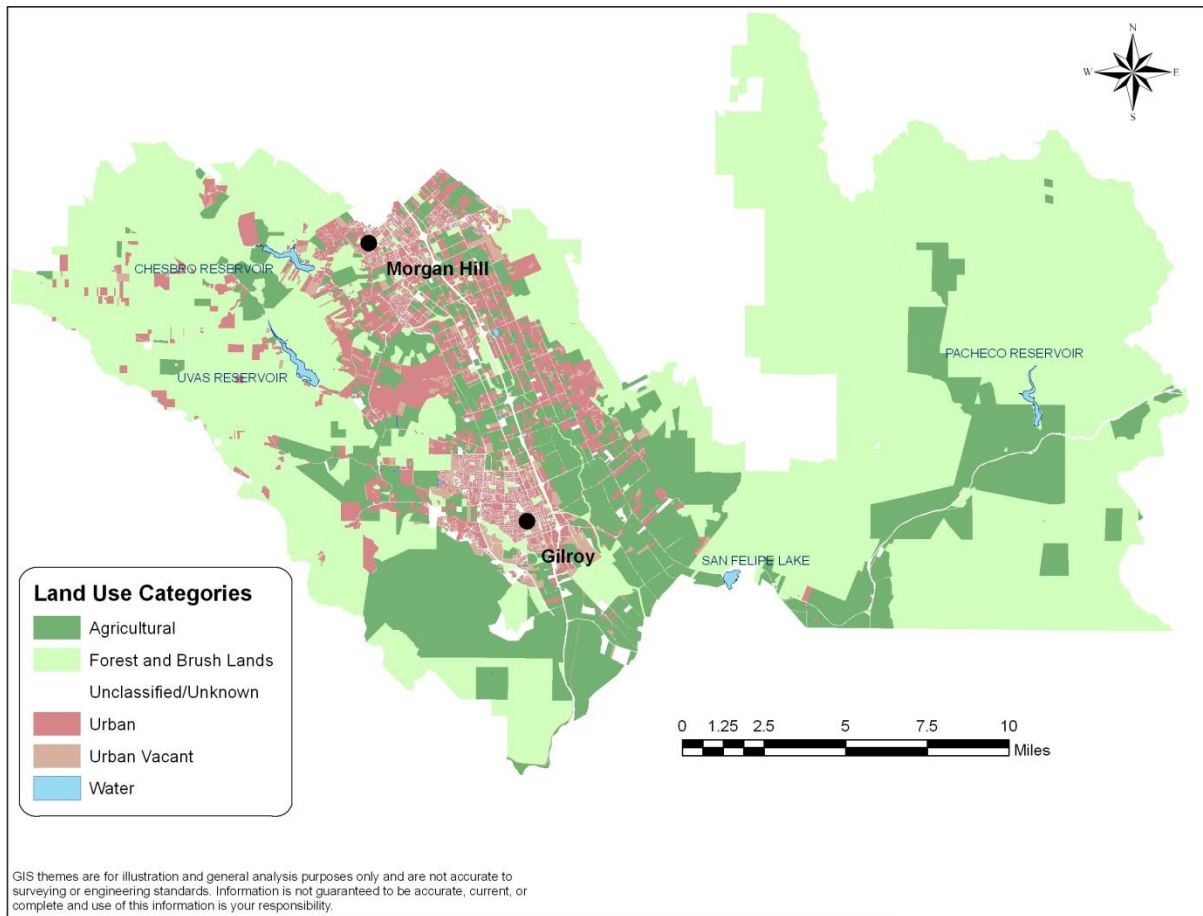 N
W
E
S
CHESBRO RESERVOIR
Morgan Hill
UVAS RESERVOIR
PACHECO RESERVOIR
Gilroy
SAN FELIPE LAKE
Land Use Categories
Agricultural
Forest and Brush Lands
Unclassified/Unknown
Urban
Urban Vacant
Water
0 1.25 2.5 5 7.5 10
Miles
GIS themes are for illustration and general analysis purposes only and are not accurate to
surveying or engineering standards. Information is not guaranteed to be accurate, current, or
complete and use of this information is your responsibility.